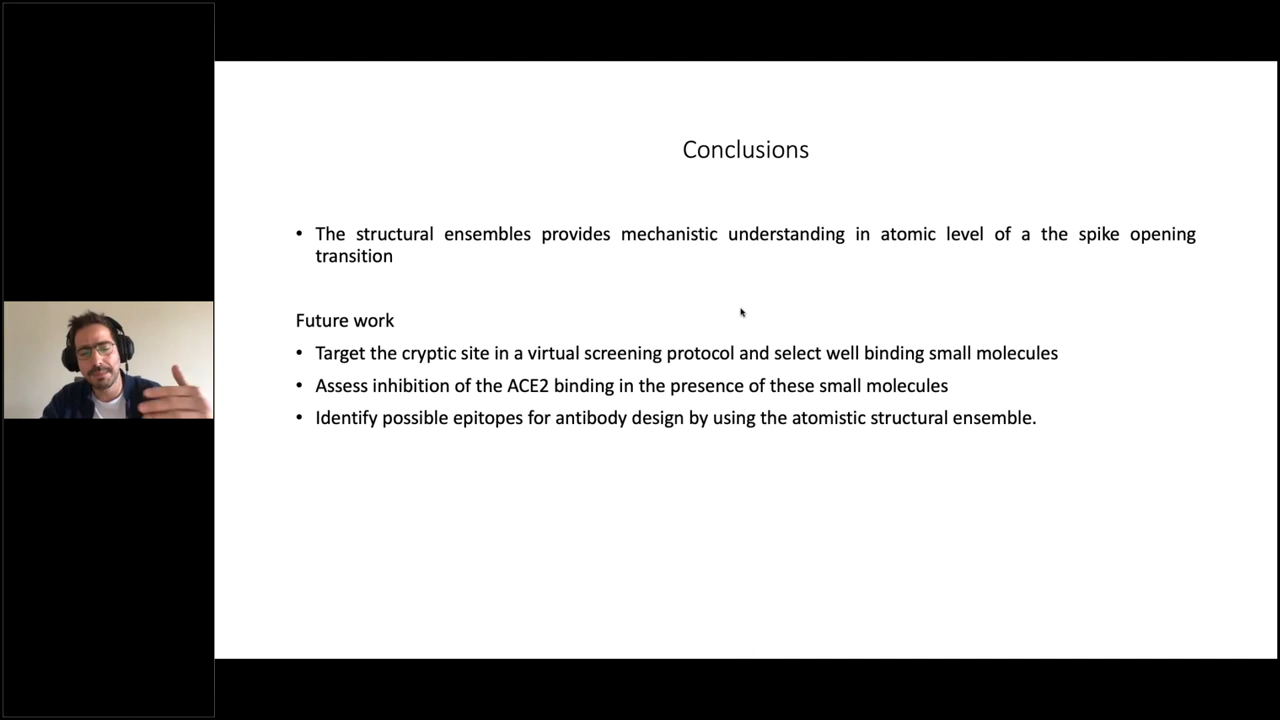 Conclusions
• The structural ensembles provides mechanistic understanding in atomic level of a the spike opening
transition
Future work
• Target the cryptic site in a virtual screening protocol and select well binding small molecules
• Assess inhibition of the ACE2 binding in the presence of these small molecules
• Identify possible epitopes for antibody design by using the atomistic structural ensemble.